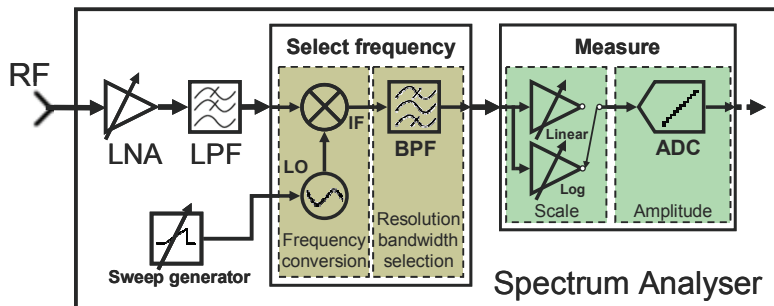 Select frequency
Measure
RF
LNA
LPF
IF
BPF
LO
Linear
Log
ADC
Scale
Amplitude
Frequency
conversion
Resolution
bandwidth
selection
Sweep generator
Spectrum Analyser